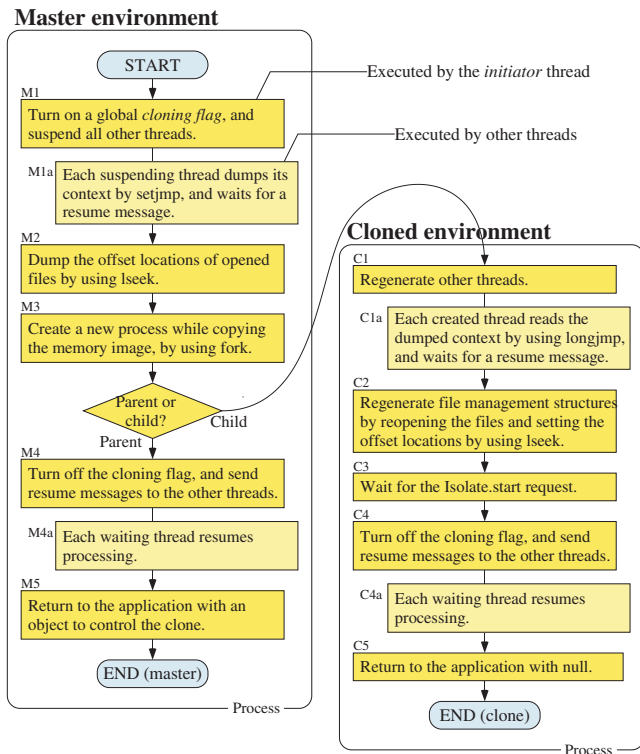 Master environment
START
Executed by the initiator thread
M1
Turn on a global cloning flag, and
suspend all other threads.
Executed by other threads
M1a
Each suspending thread dumps its
context by setjmp, and waits for a
resume message.
M2
Dump the offset locations of opened
files by using lseek.
M3
Create a new process while copying
the memory image, by using fork.
Parent or
child?
Child
Parent
M4
Turn off the cloning flag, and send
resume messages to the other threads.
M4a
Each waiting thread resumes
processing.
M5
Return to the application with an
object to control the clone.
END (master)
Process
Cloned environment
C1
Regenerate other threads.
C1a
Each created thread reads the
dumped context by using longjmp,
and waits for a resume message.
C2
Regenerate file management structures
by reopening the files and setting the
offset locations by using lseek.
C3
Wait for the Isolate.start request.
C4
Turn off the cloning flag, and send
resume messages to the other threads.
C4a
Each waiting thread resumes
processing.
C5
Return to the application with null.
END (clone)
Process